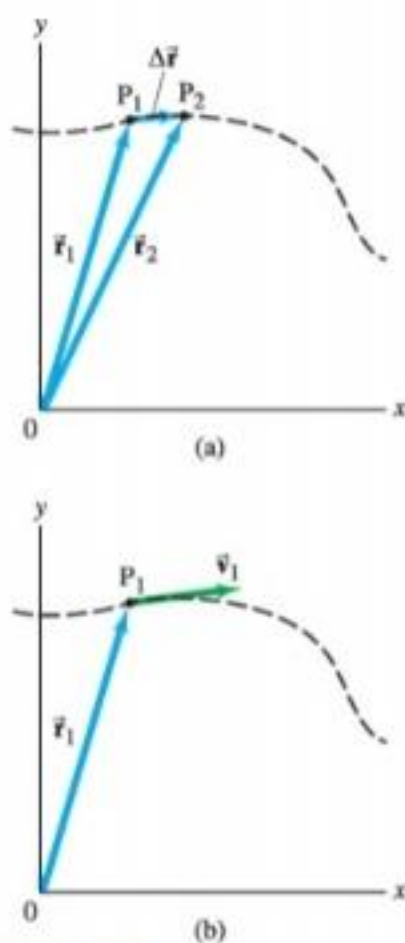 y
Δr⃗
P₁ P₂
r⃗₁ r⃗₂
0 x
(a)
y
P₁ v⃗₁
r⃗₁
0 x
(b)